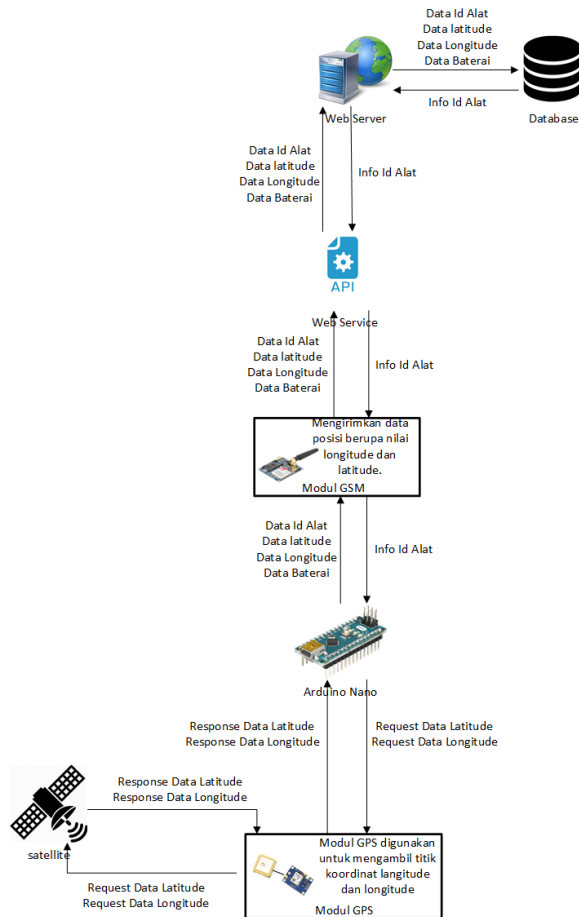 Data Id Alat
Data latitude
Data Longitude
Data Baterai
Info Id Alat
Web Server
Database
Data Id Alat
Data latitude
Data Longitude
Data Baterai
Info Id Alat
API
Web Service
Data Id Alat
Data latitude
Data Longitude
Data Baterai
Info Id Alat
Mengirimkan data
posisi berupa nilai
longitude dan
latitude.
Modul GSM
Data Id Alat
Data latitude
Data Longitude
Data Baterai
Info Id Alat
Arduino Nano
Response Data Latitude
Response Data Longitude
Request Data Latitude
Request Data Longitude
Response Data Latitude
Response Data Longitude
satellite
Request Data Latitude
Request Data Longitude
Modul GPS digunakan
untuk mengambil titik
koordinat langitude
dan longitude
Modul GPS